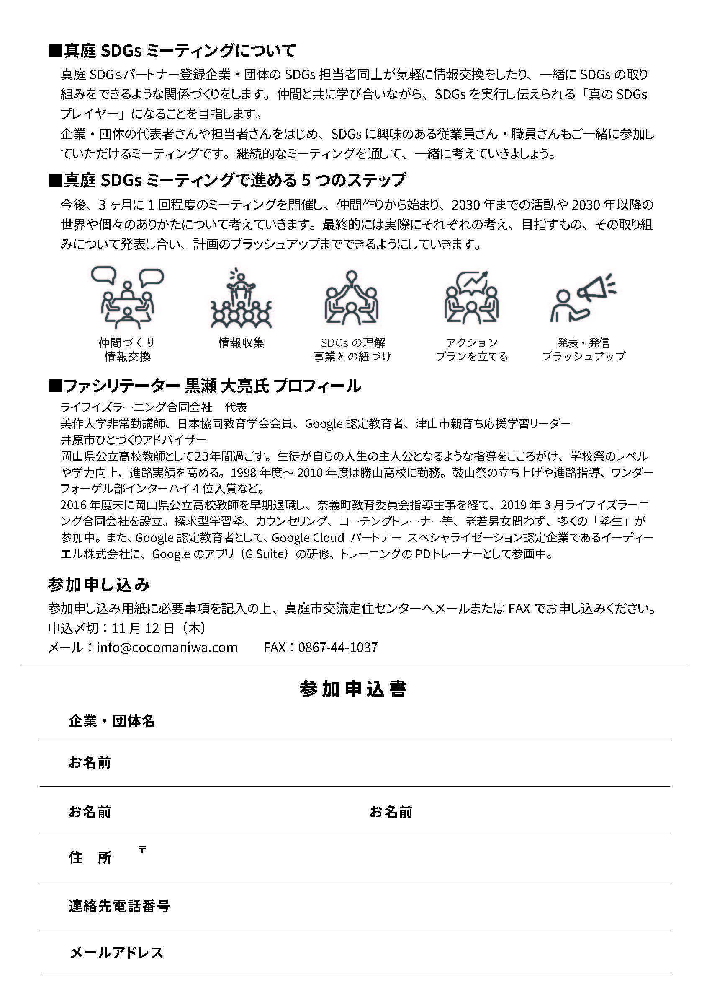 ■真庭 SDGs ミーティングについて
真庭 SDGsパートナー登録企業・団体の SDGs 担当者同士が気軽に情報交換をしたり、一緒に SDGs の取り
組みをできるような関係づくりをします。仲間と共に学び合いながら、SDGs を実行し伝えられる「真の SDGs
プレイヤー」になることを目指します。
企業・団体の代表者さんや担当者さんをはじめ、SDGs に興味のある従業員さん・職員さんもご一緒に参加し
ていただけるミーティングです。継続的なミーティングを通して、一緒に考えていきましょう。
■真庭 SDGs ミーティングで進める 5 つのステップ
今後、3 ヶ月に 1 回程度のミーティングを開催し、仲間作りから始まり、2030 年までの活動や 2030 年以降の
世界や個々のありかたについて考えていきます。最終的には実際にそれぞれの考え、目指すもの、その取り組
みについて発表し合い、計画のブラッシュアップまでできるようにしていきます。
仲間づくり
情報交換
情報収集
SDGs の理解
事業との紐づけ
アクション
プランを立てる
発表・発信
ブラッシュアップ
■ファシリテーター 黒瀬 大亮氏 プロフィール
ライフイズラーニング合同会社　代表
美作大学非常勤講師、日本協同教育学会会員、Google 認定教育者、津山市親育ち応援学習リーダー
井原市ひとづくりアドバイザー
岡山県公立高校教師として23年間過ごす。生徒が自らの人生の主人公となるような指導をこころがけ、学校祭のレベル
や学力向上、進路実績を高める。1998 年度〜 2010 年度は勝山高校に勤務。鼓山祭の立ち上げや進路指導、ワンダー
フォーゲル部インターハイ 4 位入賞など。
2016 年度末に岡山県公立高校教師を早期退職し、奈義町教育委員会指導主事を経て、2019 年 3 月ライフイズラーニ
ング合同会社を設立。探求型学習塾、カウンセリング、コーチングトレーナー等、老若男女問わず、多くの「塾生」が
参加中。また、Google 認定教育者として、Google Cloud パートナー スペシャライゼーション認定企業であるイーディー
エル株式会社に、Google のアプリ（G Suite）の研修、トレーニングの PDトレーナーとして参画中。
参加申し込み
参加申し込み用紙に必要事項を記入の上、真庭市交流定住センターへメールまたは FAX でお申し込みください。
申込〆切：11 月 12 日（木）
メール：info@cocomaniwa.com　　FAX：0867-44-1037
参加申込書
企業・団体名
お名前
お名前　　お名前
住　所　〒
連絡先電話番号
メールアドレス